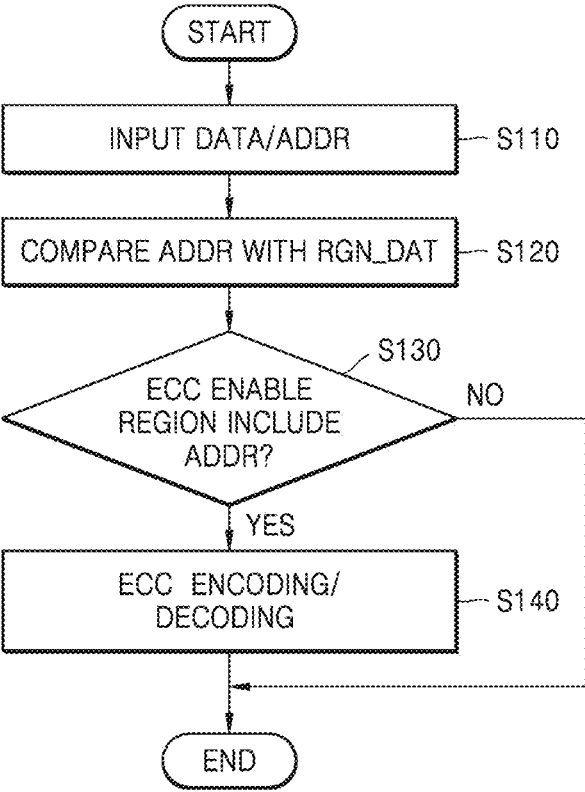 START
INPUT DATA/ADDR
S110
COMPARE ADDR WITH RGN_DAT
S120
S130
ECC ENABLE
REGION INCLUDE
ADDR?
NO
YES
ECC ENCODING/
DECODING
S140
END